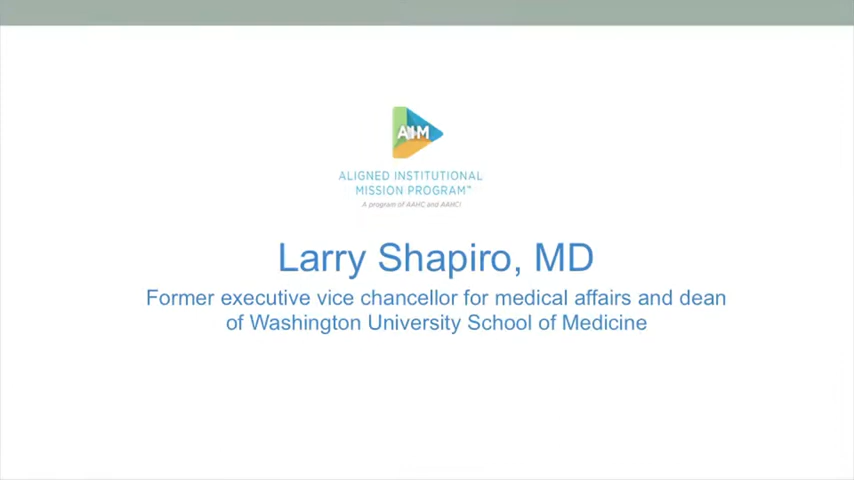 AIM
ALIGNED INSTITUTIONAL
MISSION PROGRAM™
A program of AAHC and AAHCI
Larry Shapiro, MD
Former executive vice chancellor for medical affairs and dean
of Washington University School of Medicine